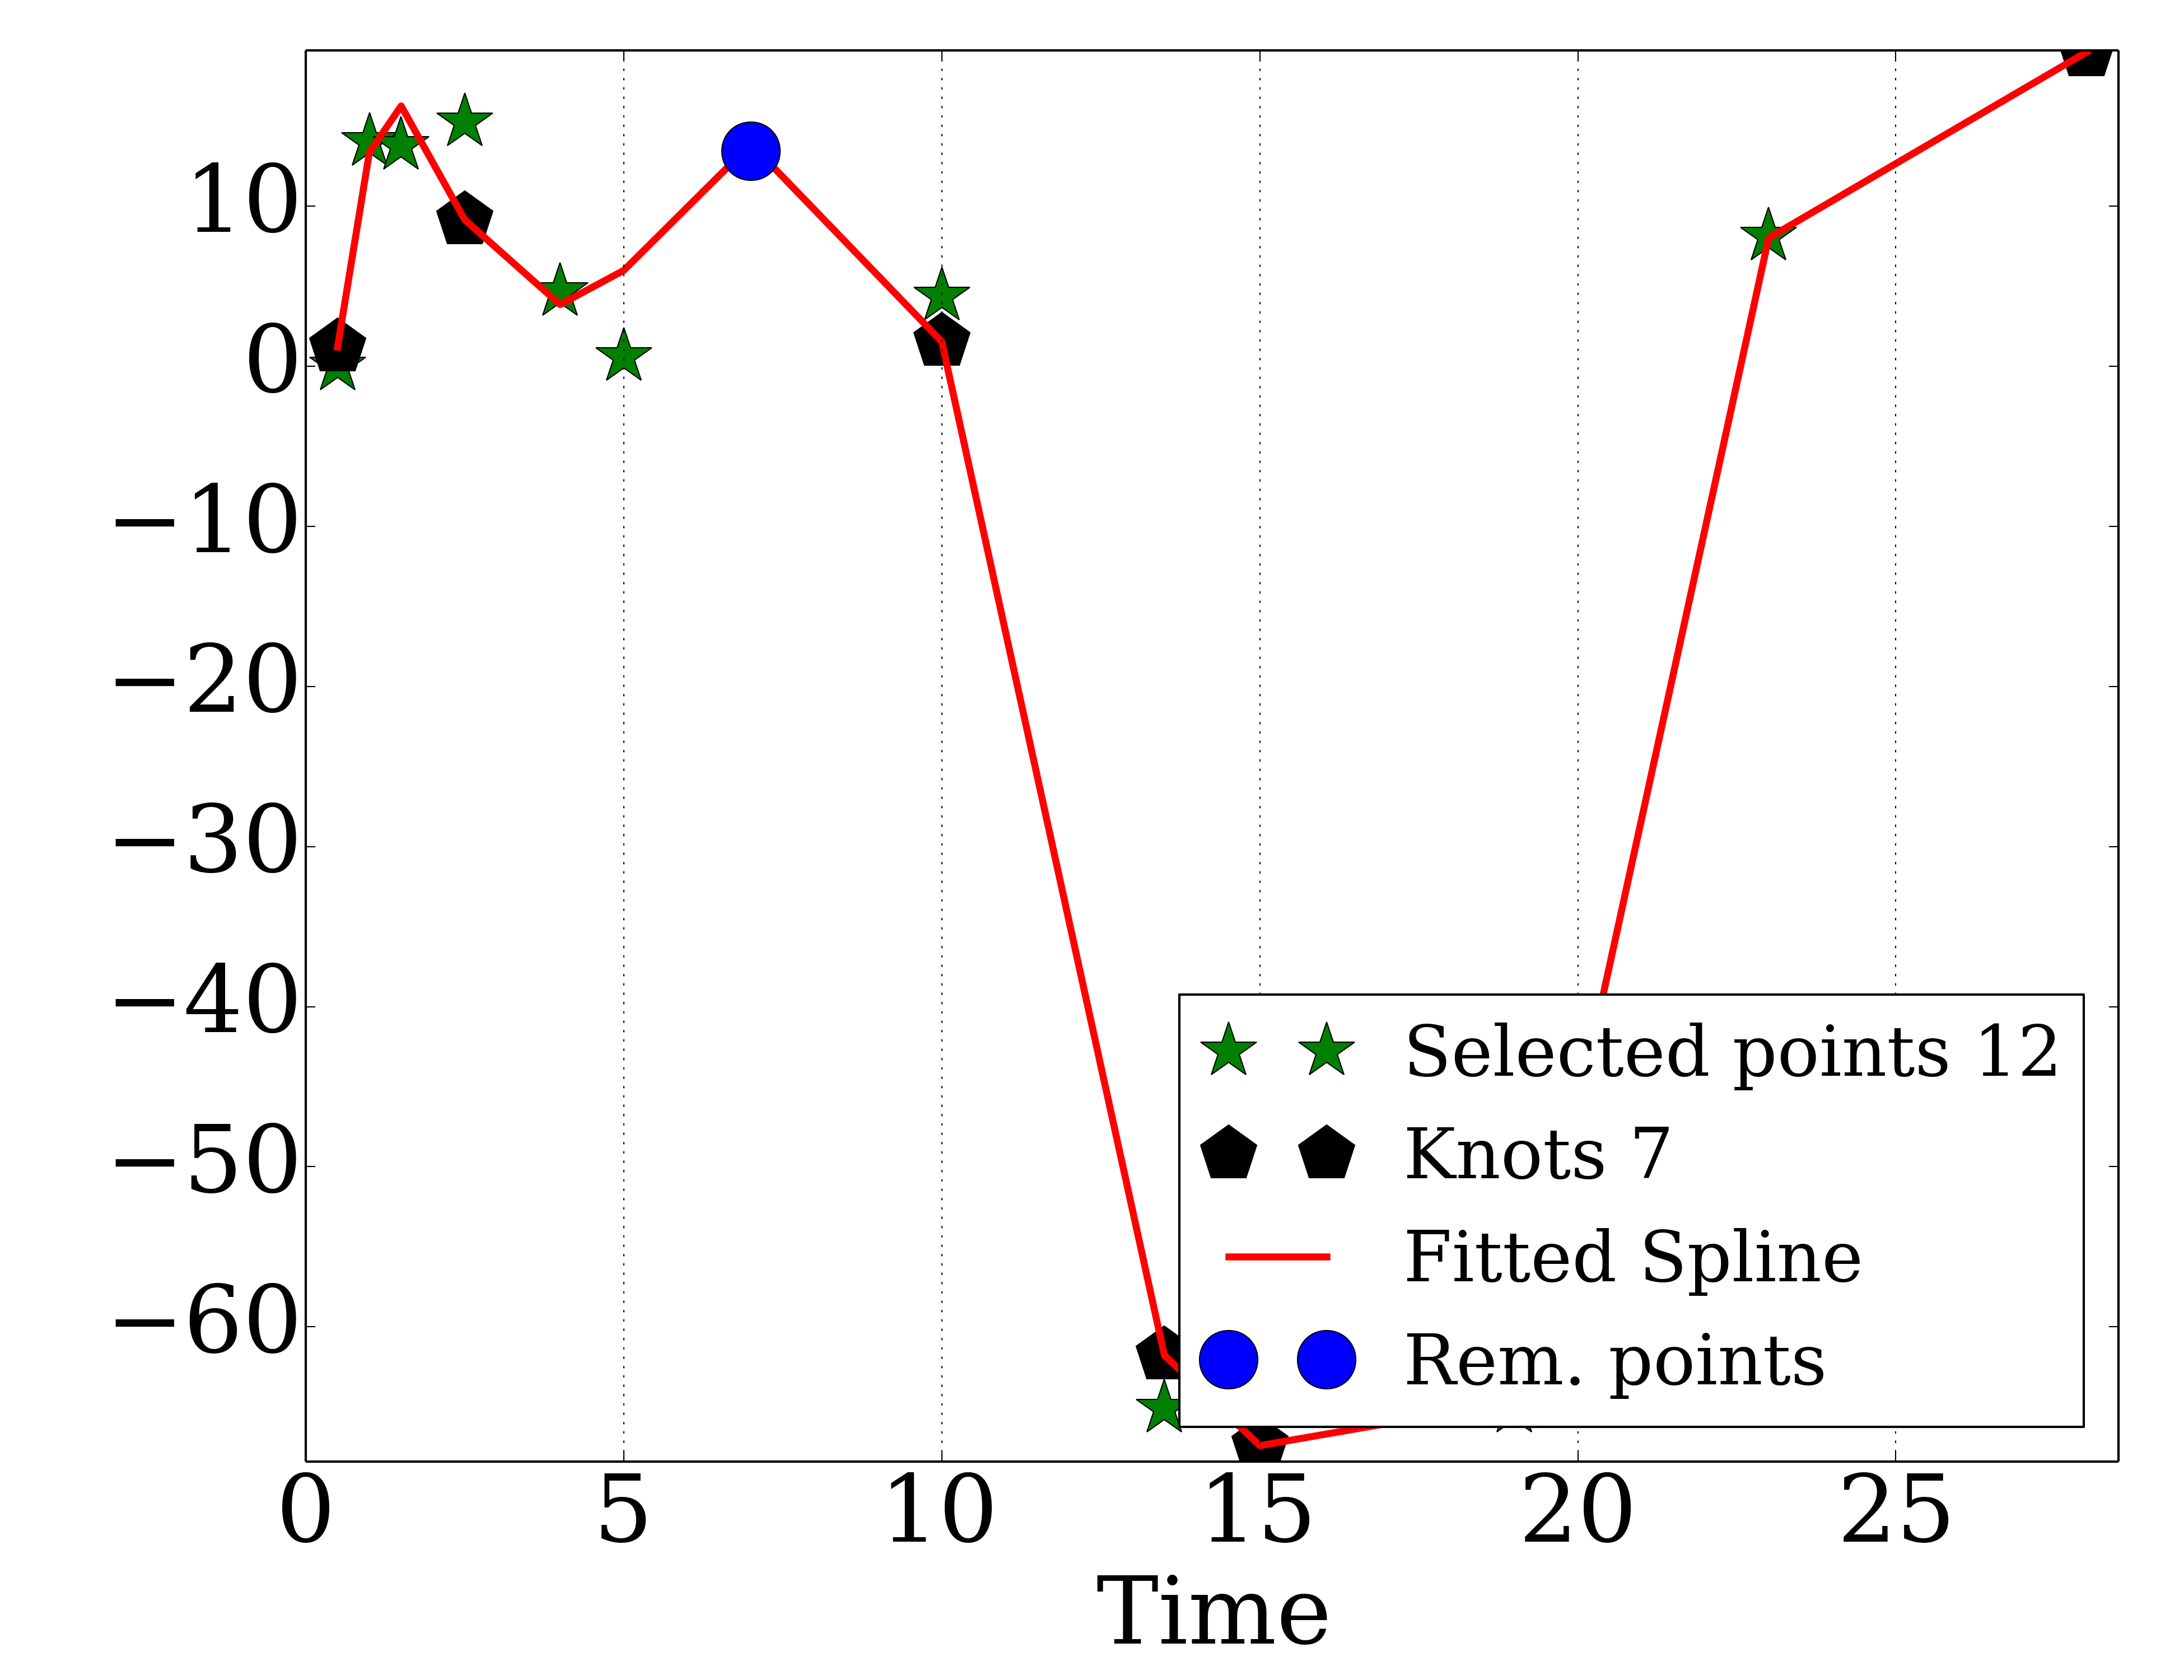 10
0
−10
−20
−30
−40
−50
−60
Selected points 12
Knots 7
Fitted Spline
Rem. points
0 5 10 15 20 25
Time